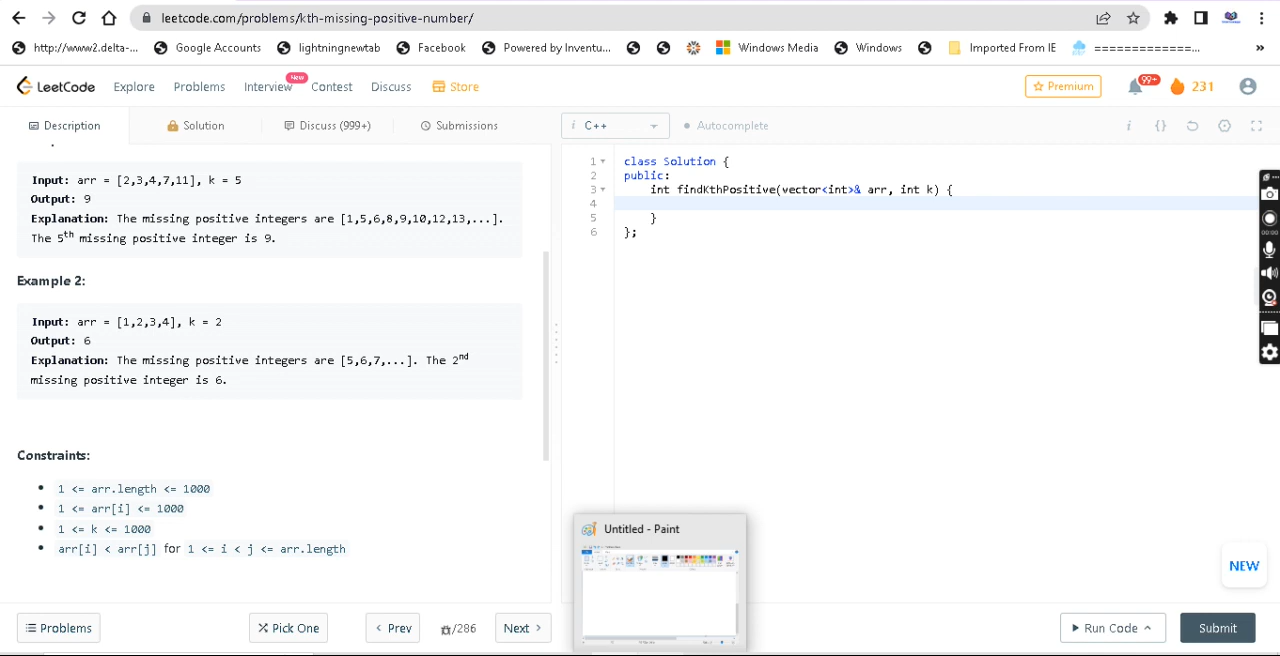 leetcode.com/problems/kth-missing-positive-number/
http://www2.delta-... Google Accounts lightningnewtab Facebook Powered by Inventu... Windows Media Windows Imported From IE =============... »
LeetCode Explore Problems Interview New Contest Discuss Store Premium 99+ 231
Description Solution Discuss (999+) Submissions i C++ Autocomplete i {}
Input: arr = [2,3,4,7,11], k = 5
Output: 9
Explanation: The missing positive integers are [1,5,6,8,9,10,12,13,...].
The 5th missing positive integer is 9.
Example 2:
Input: arr = [1,2,3,4], k = 2
Output: 6
Explanation: The missing positive integers are [5,6,7,...]. The 2nd
missing positive integer is 6.
Constraints:
• 1 <= arr.length <= 1000
• 1 <= arr[i] <= 1000
• 1 <= k <= 1000
• arr[i] < arr[j] for 1 <= i < j <= arr.length
1 class Solution {
2 public:
3 int findKthPositive(vector<int>& arr, int k) {
4
5 }
6 };
00:00
Untitled - Paint
NEW
Problems Pick One < Prev /286 Next > Run Code Submit